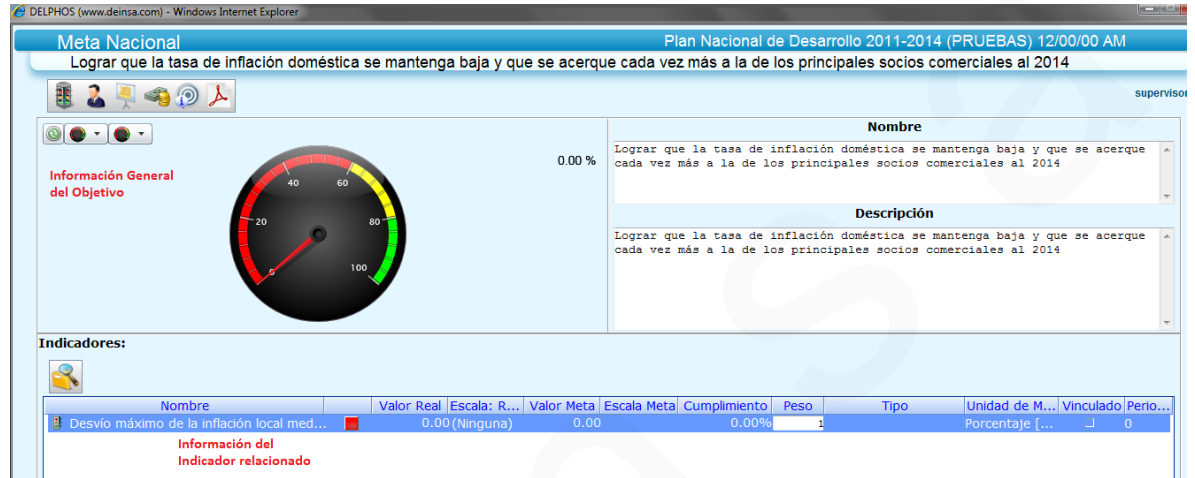 DELPHOS (www.deinsa.com) - Windows Internet Explorer
Meta Nacional
Plan Nacional de Desarrollo 2011-2014 (PRUEBAS) 12/00/00 AM
Lograr que la tasa de inflación doméstica se mantenga baja y que se acerque cada vez más a la de los principales socios comerciales al 2014
supervisor
Información General
del Objetivo
0.00 %
0
20
40
60
80
100
Nombre
Lograr que la tasa de inflación doméstica se mantenga baja y que se acerque
cada vez más a la de los principales socios comerciales al 2014
Descripción
Lograr que la tasa de inflación doméstica se mantenga baja y que se acerque
cada vez más a la de los principales socios comerciales al 2014
Indicadores:
Nombre Valor Real Escala: R... Valor Meta Escala Meta Cumplimiento Peso Tipo Unidad de M... Vinculado Perio...
Desvío máximo de la inflación local med... 0.00 (Ninguna) 0.00 0.00% 1 Porcentaje [... 0
Información del
Indicador relacionado